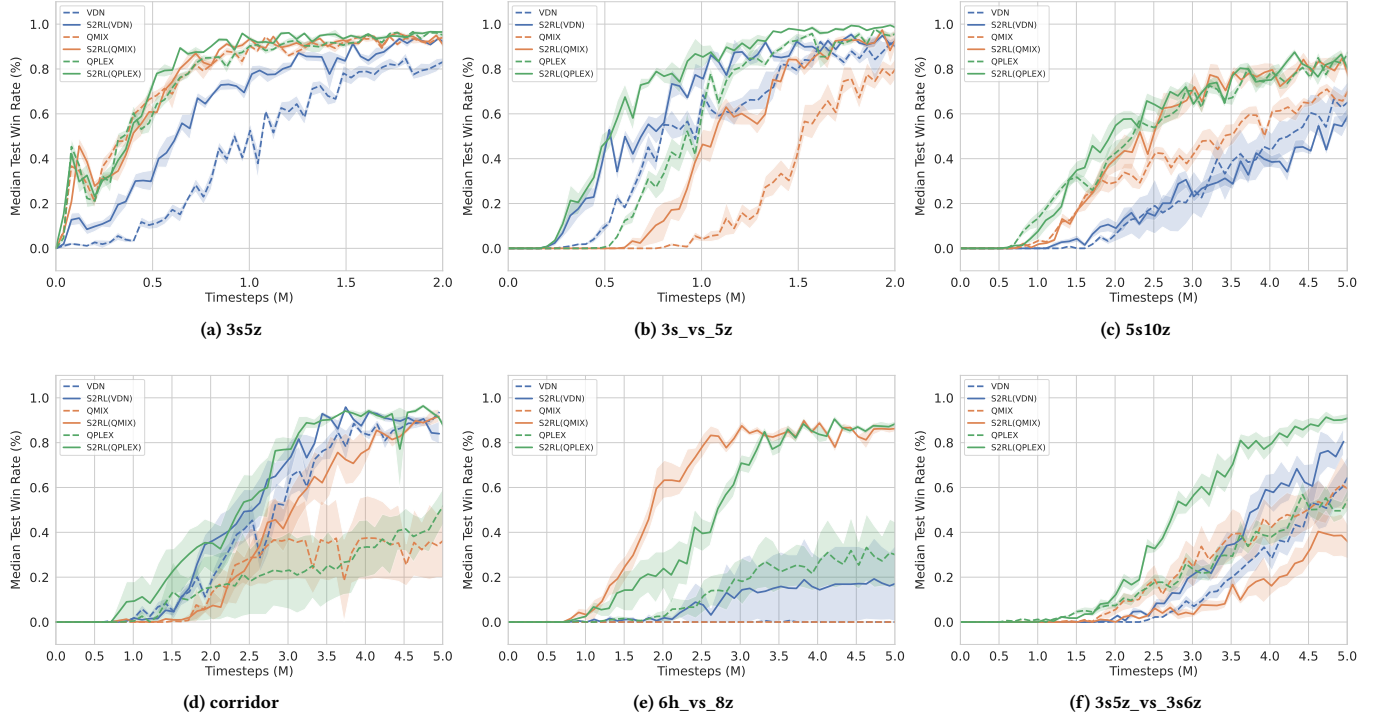 VDN
S2RL(VDN)
QMIX
S2RL(QMIX)
QPLEX
S2RL(QPLEX)
Median Test Win Rate (%)
1.0
0.8
0.6
0.4
0.2
0.0
0.0 0.5 1.0 1.5 2.0
Timesteps (M)
(a) 3s5z
VDN
S2RL(VDN)
QMIX
S2RL(QMIX)
QPLEX
S2RL(QPLEX)
Median Test Win Rate (%)
1.0
0.8
0.6
0.4
0.2
0.0
0.0 0.5 1.0 1.5 2.0
Timesteps (M)
(b) 3s_vs_5z
VDN
S2RL(VDN)
QMIX
S2RL(QMIX)
QPLEX
S2RL(QPLEX)
Median Test Win Rate (%)
1.0
0.8
0.6
0.4
0.2
0.0
0.0 0.5 1.0 1.5 2.0 2.5 3.0 3.5 4.0 4.5 5.0
Timesteps (M)
(c) 5s10z
VDN
S2RL(VDN)
QMIX
S2RL(QMIX)
QPLEX
S2RL(QPLEX)
Median Test Win Rate (%)
1.0
0.8
0.6
0.4
0.2
0.0
0.0 0.5 1.0 1.5 2.0 2.5 3.0 3.5 4.0 4.5 5.0
Timesteps (M)
(d) corridor
VDN
S2RL(VDN)
QMIX
S2RL(QMIX)
QPLEX
S2RL(QPLEX)
Median Test Win Rate (%)
1.0
0.8
0.6
0.4
0.2
0.0
0.0 0.5 1.0 1.5 2.0 2.5 3.0 3.5 4.0 4.5 5.0
Timesteps (M)
(e) 6h_vs_8z
VDN
S2RL(VDN)
QMIX
S2RL(QMIX)
QPLEX
S2RL(QPLEX)
Median Test Win Rate (%)
1.0
0.8
0.6
0.4
0.2
0.0
0.0 0.5 1.0 1.5 2.0 2.5 3.0 3.5 4.0 4.5 5.0
Timesteps (M)
(f) 3s5z_vs_3s6z